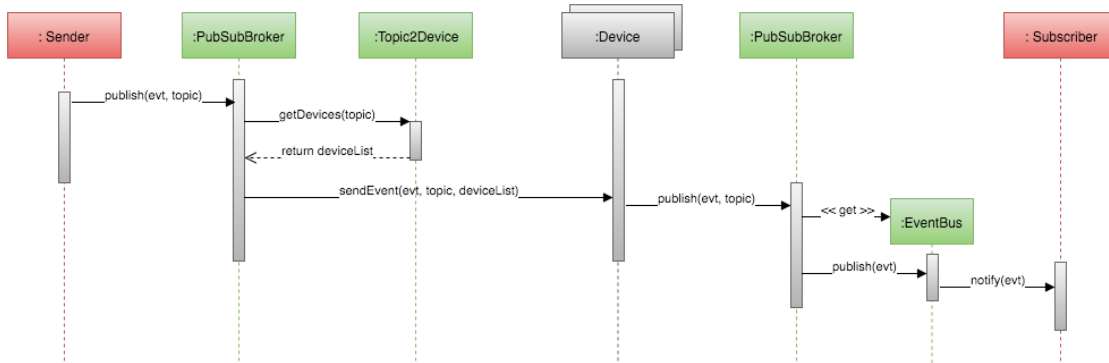 : Sender
:PubSubBroker
:Topic2Device
:Device
:PubSubBroker
: Subscriber
publish(evt, topic)
getDevices(topic)
return deviceList
sendEvent(evt, topic, deviceList)
publish(evt, topic)
<< get >>
:EventBus
publish(evt)
notify(evt)